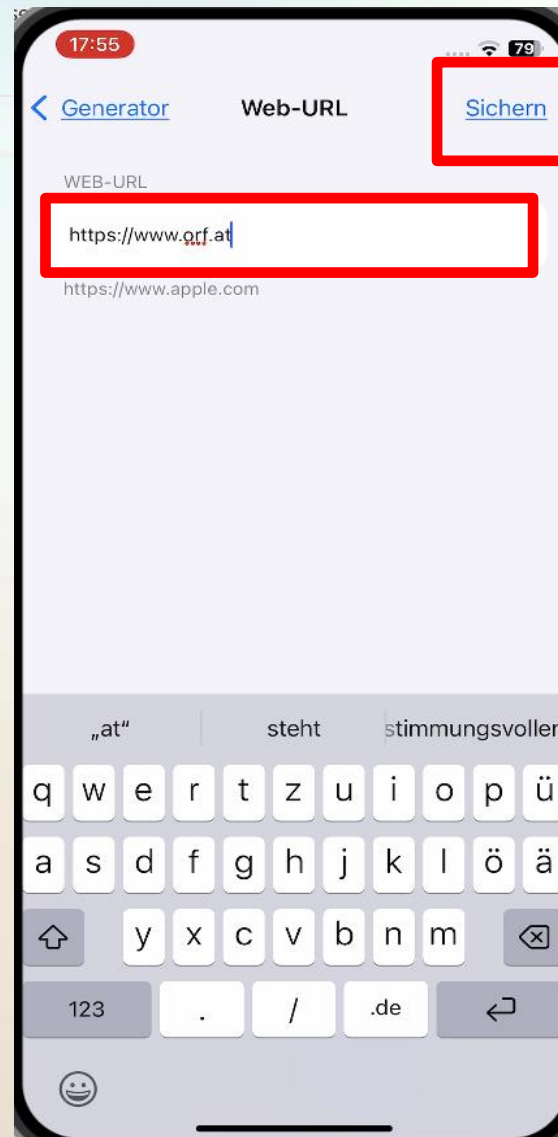 17:55 79
Generator Web-URL Sichern
WEB-URL
https://www.orf.at
https://www.apple.com
„at“ steht stimmungsvoller
q w e r t z u i o p ü
a s d f g h j k l ö ä
y x c v b n m
123 . / .de